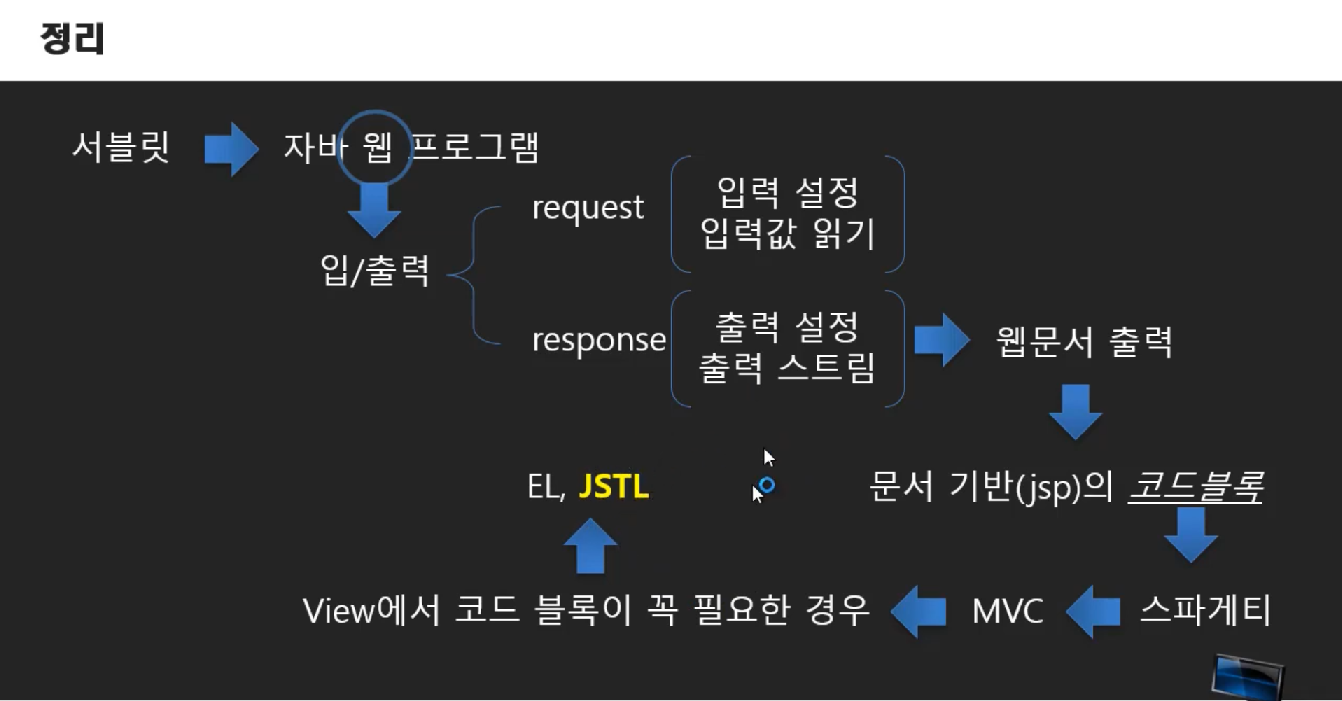 정리
서블릿
자바 웹 프로그램
입/출력
request
입력 설정
입력값 읽기
response
출력 설정
출력 스트림
웹문서 출력
문서 기반(jsp)의 코드블록
스파게티
MVC
View에서 코드 블록이 꼭 필요한 경우
EL, JSTL